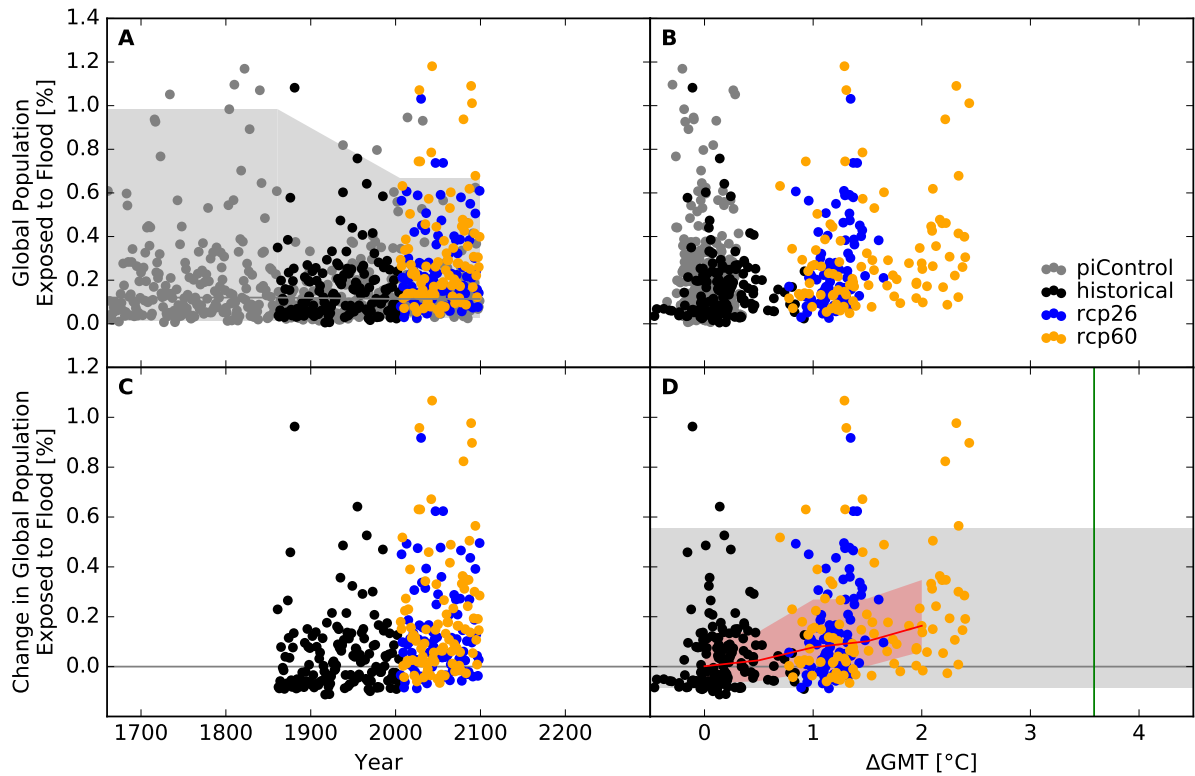 1.4
1.2
1.0
0.8
0.6
0.4
0.2
0.0
Global Population
Exposed to Flood [%]
A
B
piControl
historical
rcp26
rcp60
1.2
1.0
0.8
0.6
0.4
0.2
0.0
Change in Global Population
Exposed to Flood [%]
C
D
1700 1800 1900 2000 2100 2200
Year
0 1 2 3 4
ΔGMT [°C]